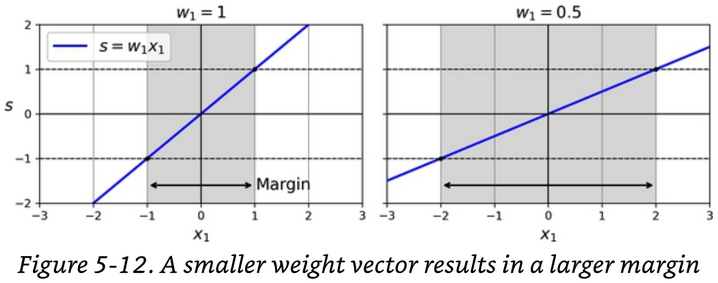 w₁ = 1
w₁ = 0.5
s = w₁x₁
2
1
0
−1
−2
s
Margin
−3 −2 −1 0 1 2 3
−3 −2 −1 0 1 2 3
x₁
x₁
Figure 5-12. A smaller weight vector results in a larger margin